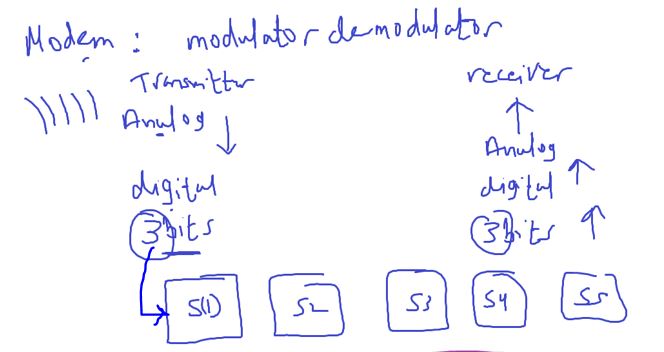 Modem : modulator demodulator
Transmitter
receiver
Analog
Analog
digital
digital
3 bits
3 bits
S(1) S2 S3 S4 S5